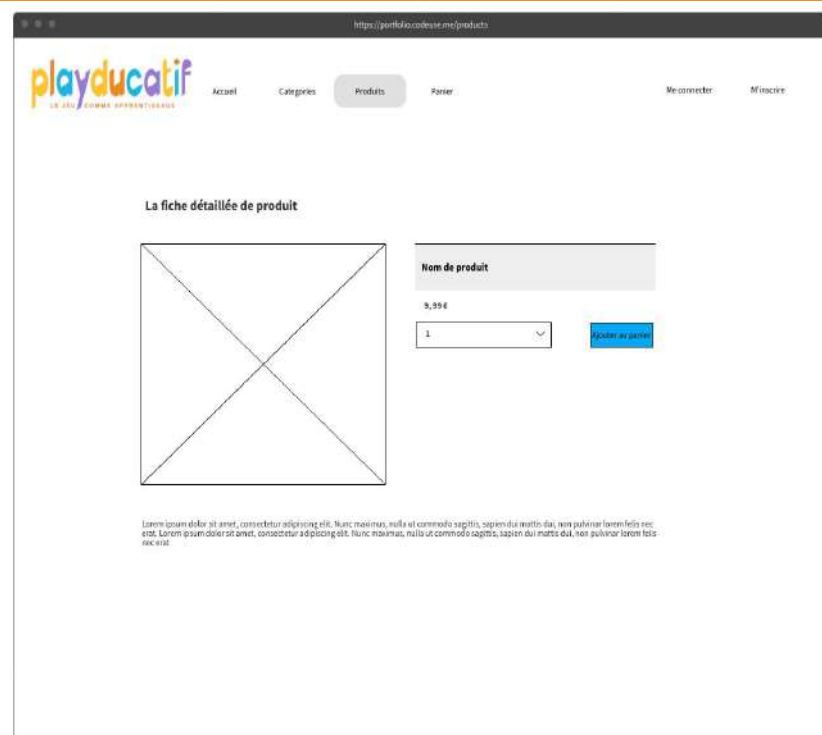 https://portfolio.codeuse.me/products
playducatif
LE JEU COMME APPRENTISSAGE
Accueil Categories Produits Panier Me connecter M'inscrire
La fiche détaillée de produit
Nom de produit
9,99€
1
Ajouter au panier
Lorem ipsum dolor sit amet, consectetur adipiscing elit. Nunc maximus, nulla ut commodo sagittis, sapien dui mattis dui, non pulvinar lorem felis nec
erat. Lorem ipsum dolor sit amet, consectetur adipiscing elit. Nunc maximus, nulla ut commodo sagittis, sapien dui mattis dui, non pulvinar lorem felis
nec erat